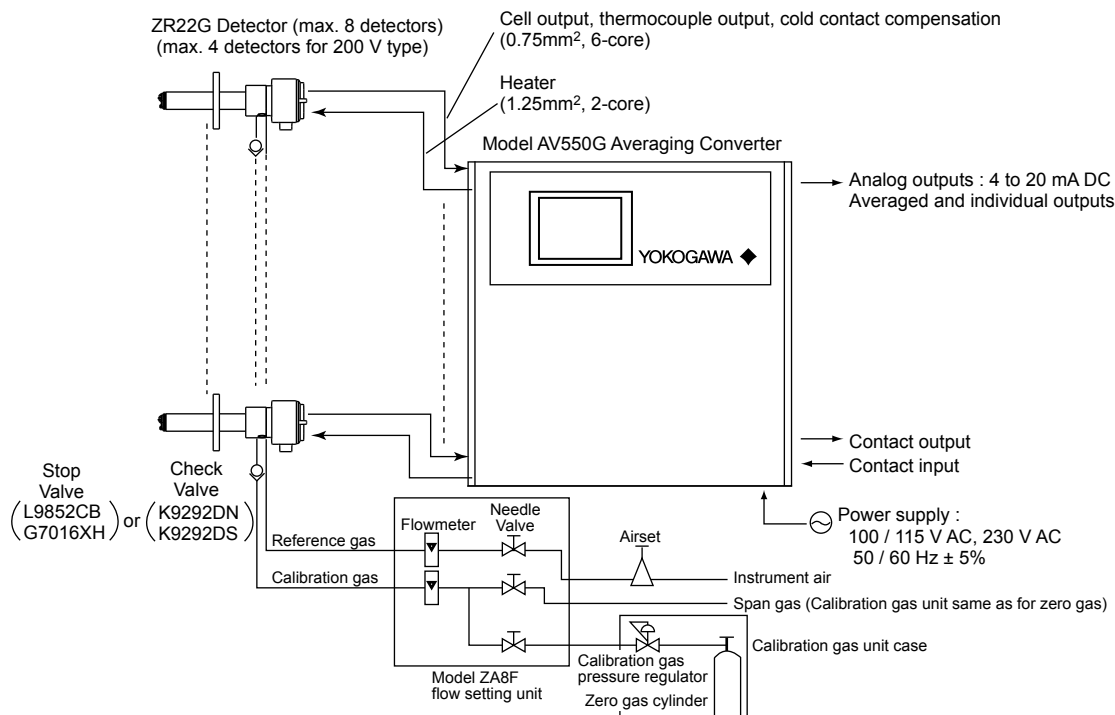 ZR22G Detector (max. 8 detectors)
(max. 4 detectors for 200 V type)
Cell output, thermocouple output, cold contact compensation
(0.75mm², 6-core)
Heater
(1.25mm², 2-core)
Model AV550G Averaging Converter
Analog outputs : 4 to 20 mA DC
Averaged and individual outputs
YOKOGAWA
Contact output
Contact input
Stop
Valve
(L9852CB
G7016XH)
or
Check
Valve
(K9292DN
K9292DS)
Power supply :
100 / 115 V AC, 230 V AC
50 / 60 Hz ± 5%
Flowmeter
Needle
Valve
Airset
Reference gas
Calibration gas
Instrument air
Span gas (Calibration gas unit same as for zero gas)
Calibration gas unit case
Calibration gas
pressure regulator
Model ZA8F
flow setting unit
Zero gas cylinder